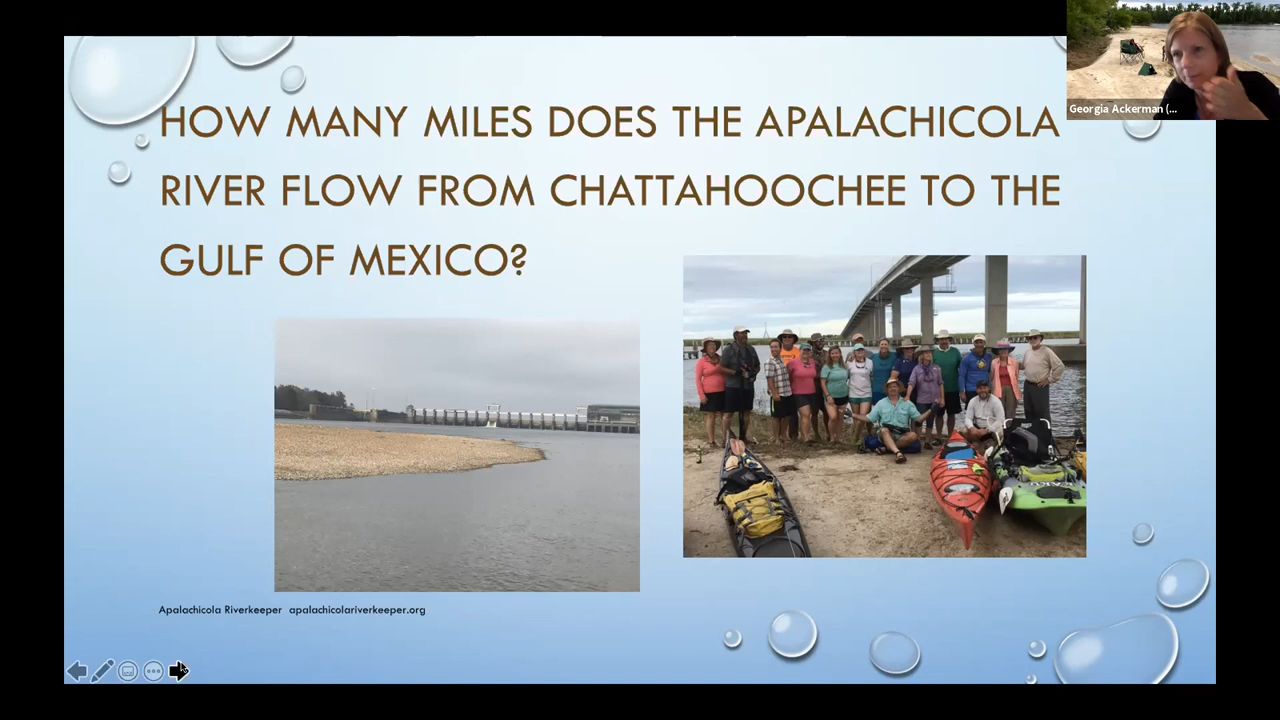 HOW MANY MILES DOES THE APALACHICOLA
RIVER FLOW FROM CHATTAHOOCHEE TO THE
GULF OF MEXICO?
Georgia Ackerman (...
Apalachicola Riverkeeper apalachicolariverkeeper.org